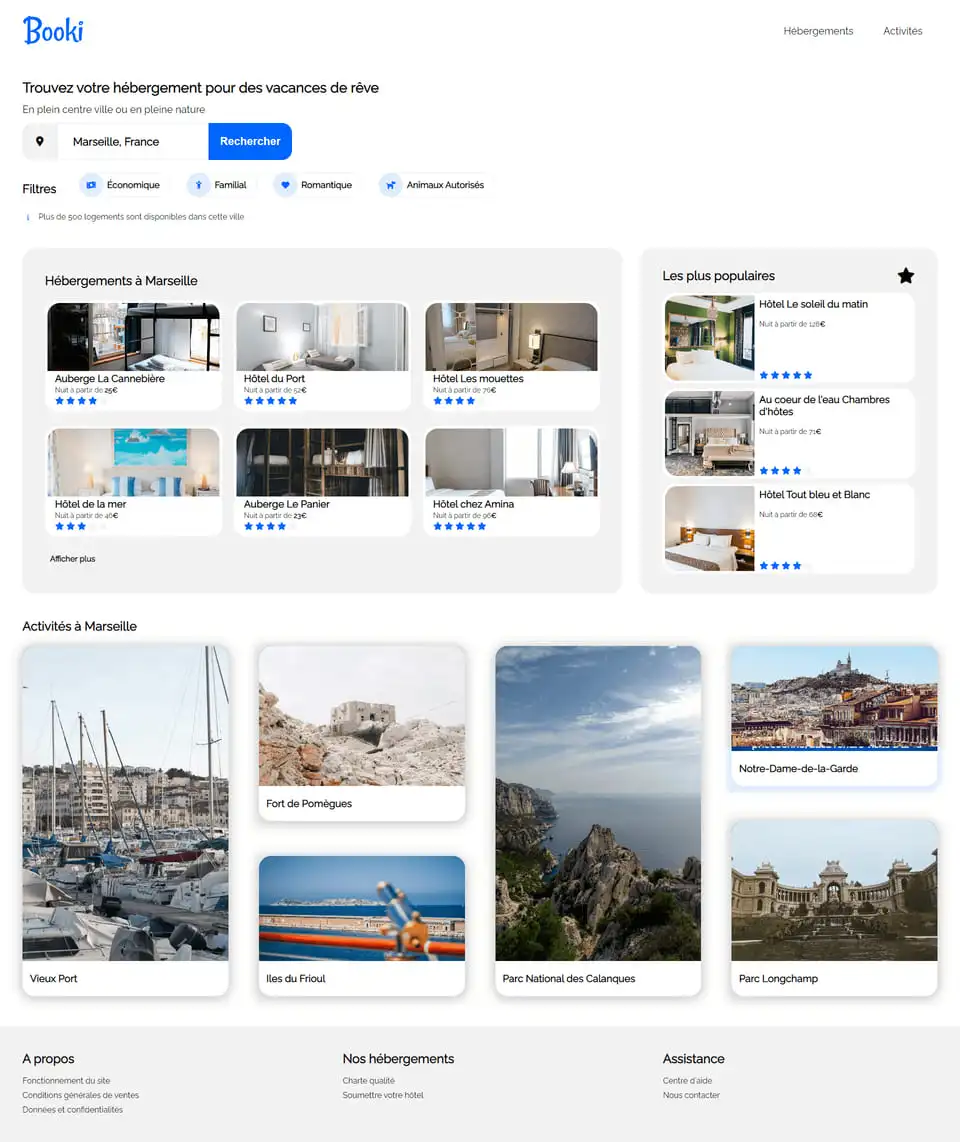 Booki
Hébergements
Activités
Trouvez votre hébergement pour des vacances de rêve
En plein centre ville ou en pleine nature
Marseille, France
Rechercher
Filtres
Économique
Familial
Romantique
Animaux Autorisés
Plus de 500 logements sont disponibles dans cette ville
Hébergements à Marseille
Auberge La Cannebière
Nuit à partir de 25€
Hôtel du Port
Nuit à partir de 52€
Hôtel Les mouettes
Nuit à partir de 76€
Hôtel de la mer
Nuit à partir de 46€
Auberge Le Panier
Nuit à partir de 23€
Hôtel chez Amina
Nuit à partir de 96€
Afficher plus
Les plus populaires
Hôtel Le soleil du matin
Nuit à partir de 128€
Au coeur de l'eau Chambres
d'hôtes
Nuit à partir de 71€
Hôtel Tout bleu et Blanc
Nuit à partir de 68€
Activités à Marseille
Vieux Port
Fort de Pomègues
Iles du Frioul
Parc National des Calanques
Notre-Dame-de-la-Garde
Parc Longchamp
A propos
Fonctionnement du site
Conditions générales de ventes
Données et confidentialités
Nos hébergements
Charte qualité
Soumettre votre hôtel
Assistance
Centre d'aide
Nous contacter